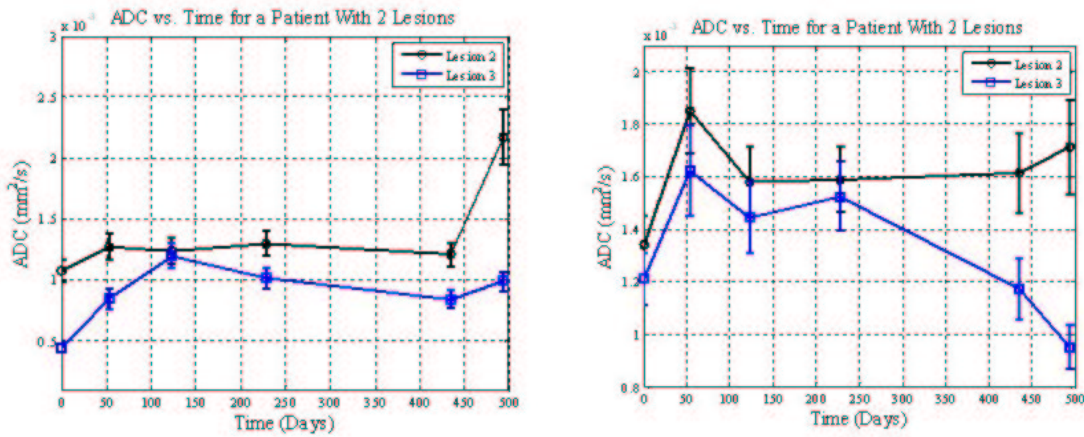 ADC vs. Time for a Patient With 2 Lesions
x 10
3
2.5
2
1.5
1
0.5
ADC (mm²/s)
Lesion 2
Lesion 3
0 50 100 150 200 250 300 350 400 450 500
Time (Days)
ADC vs. Time for a Patient With 2 Lesions
x 10
2
1.8
1.6
1.4
1.2
1
0.8
ADC (mm²/s)
Lesion 2
Lesion 3
0 50 100 150 200 250 300 350 400 450 500
Time (Days)